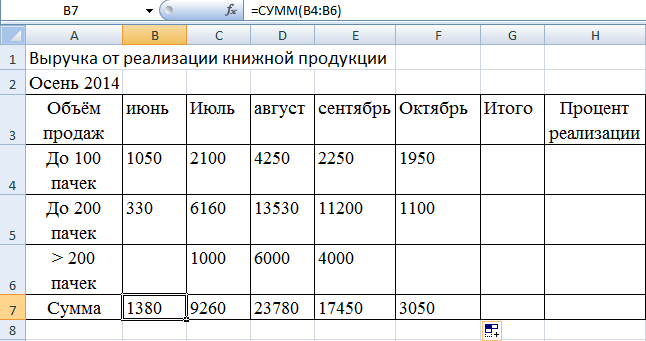 B7 fx =СУММ(B4:B6)
A B C D E F G H
1 Выручка от реализации книжной продукции
2 Осень 2014
3 Объём продаж июнь Июль август сентябрь Октябрь Итого Процент реализации
4 До 100 пачек 1050 2100 4250 2250 1950
5 До 200 пачек 330 6160 13530 11200 1100
6 > 200 пачек 1000 6000 4000
7 Сумма 1380 9260 23780 17450 3050
8